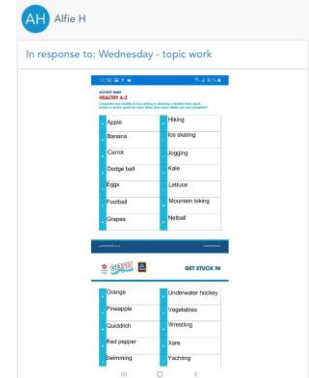 AH Alfie H
In response to: Wednesday - topic work
HEALTHY A-Z
Apple
Banana
Carrot
Dodge ball
Eggs
Football
Grapes
Hiking
Ice skating
Jogging
Kale
Lettuce
Mountain biking
Netball
GET STUCK IN
Orange
Pineapple
Quidditch
Red pepper
Swimming
Underwater hockey
Vegetables
Wrestling
Xare
Yachting